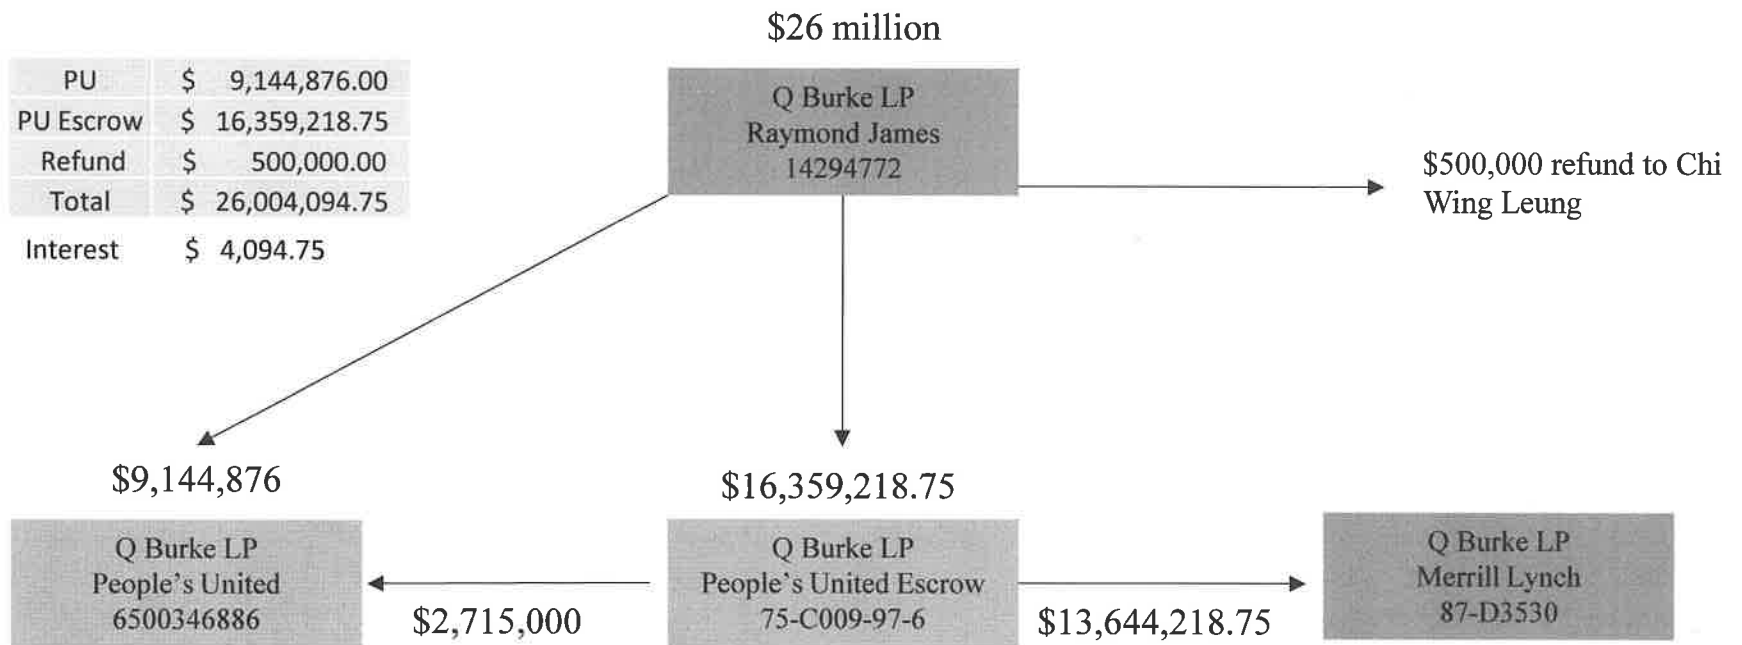 $26 million
PU $ 9,144,876.00
PU Escrow $ 16,359,218.75
Refund $ 500,000.00
Total $ 26,004,094.75
Interest $ 4,094.75
Q Burke LP
Raymond James
14294772
$500,000 refund to Chi
Wing Leung
$9,144,876
$16,359,218.75
Q Burke LP
People's United
6500346886
$2,715,000
Q Burke LP
People's United Escrow
75-C009-97-6
$13,644,218.75
Q Burke LP
Merrill Lynch
87-D3530